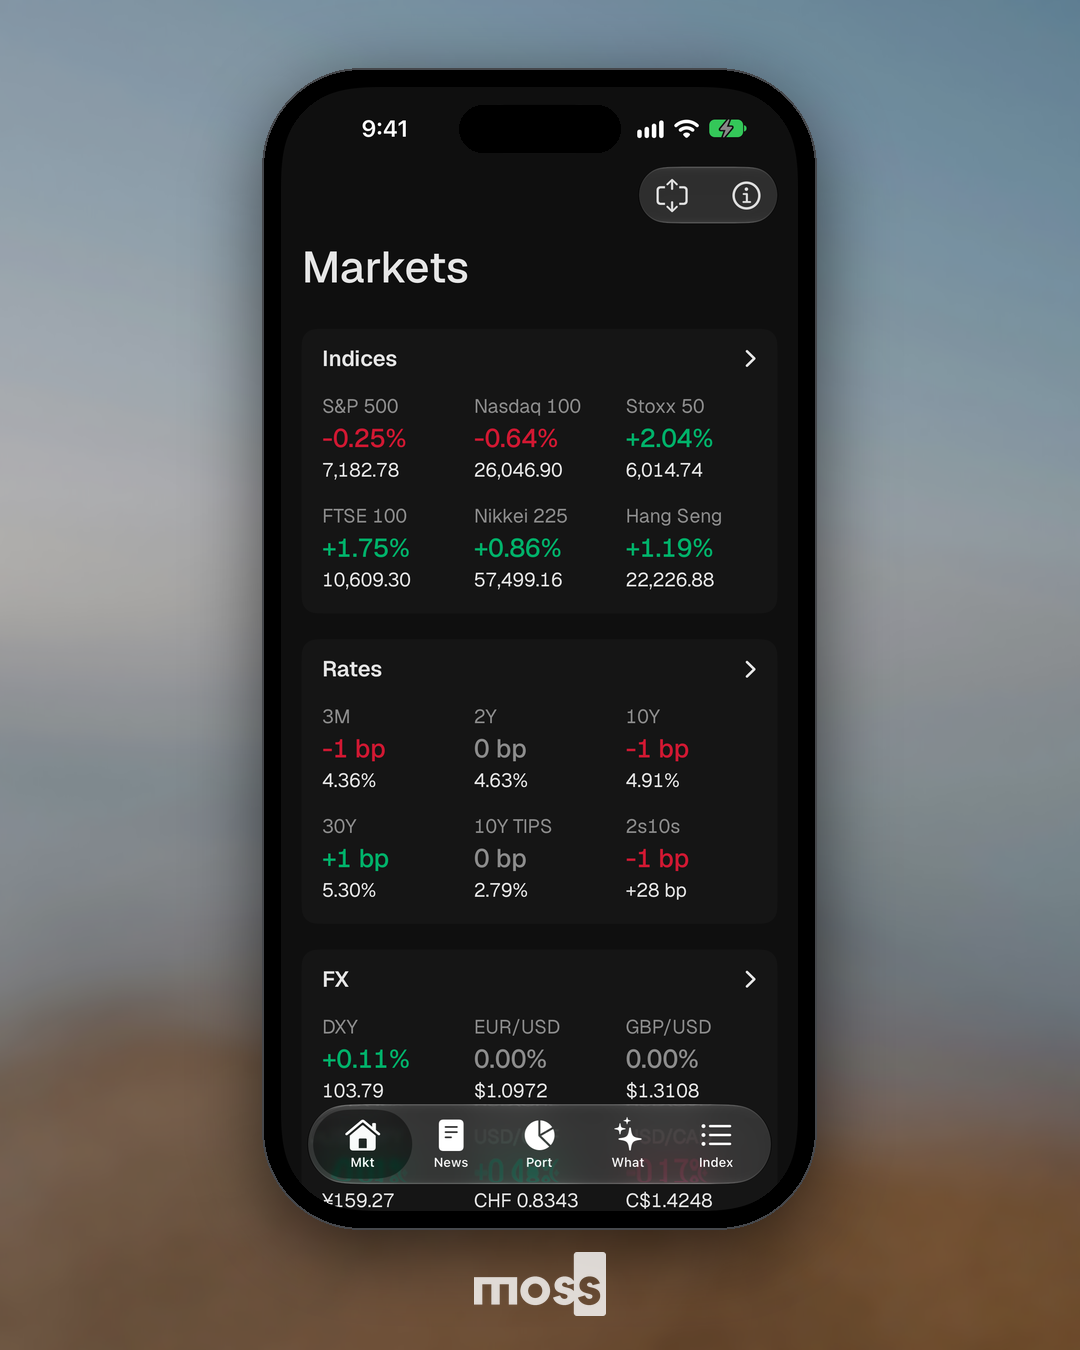 9:41
Markets
Indices
S&P 500 Nasdaq 100 Stoxx 50
-0.25% -0.64% +2.04%
7,182.78 26,046.90 6,014.74
FTSE 100 Nikkei 225 Hang Seng
+1.75% +0.86% +1.19%
10,609.30 57,499.16 22,226.88
Rates
3M 2Y 10Y
-1 bp 0 bp -1 bp
4.36% 4.63% 4.91%
30Y 10Y TIPS 2s10s
+1 bp 0 bp -1 bp
5.30% 2.79% +28 bp
FX
DXY EUR/USD GBP/USD
+0.11% 0.00% 0.00%
103.79 $1.0972 $1.3108
Mkt News Port What Index
¥159.27 CHF 0.8343 C$1.4248
moss